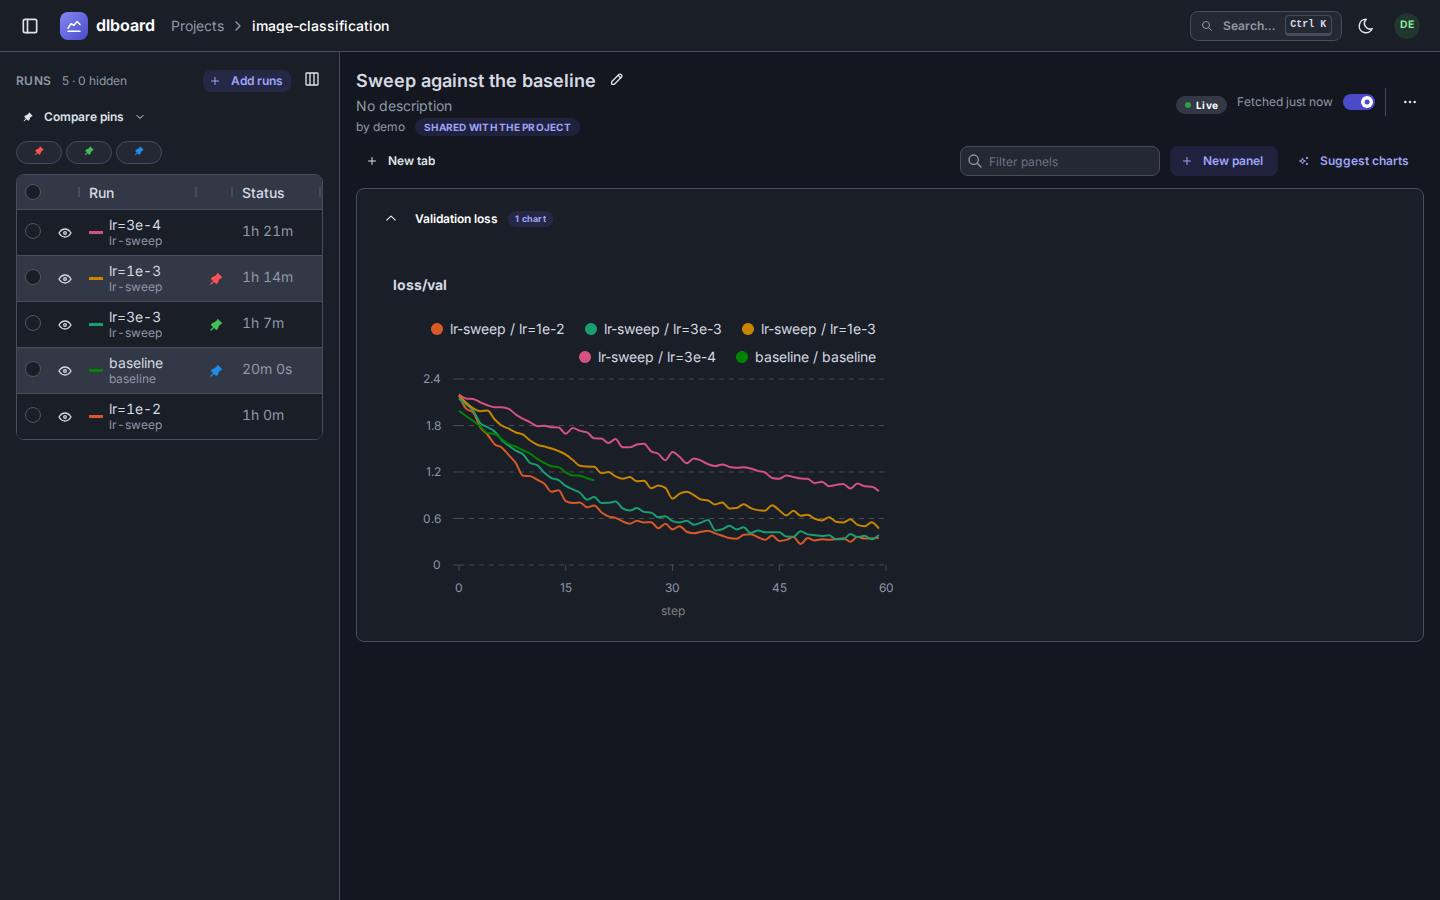 dlboard Projects image-classification Search... Ctrl K DE
RUNS 5 · 0 hidden Add runs
Compare pins
Run Status
lr=3e-4 1h 21m
lr-sweep
lr=1e-3 1h 14m
lr-sweep
lr=3e-3 1h 7m
lr-sweep
baseline 20m 0s
baseline
lr=1e-2 1h 0m
lr-sweep
Sweep against the baseline
No description
by demo SHARED WITH THE PROJECT
Live Fetched just now
New tab Filter panels New panel Suggest charts
Validation loss 1 chart
loss/val
lr-sweep / lr=1e-2 lr-sweep / lr=3e-3 lr-sweep / lr=1e-3
lr-sweep / lr=3e-4 baseline / baseline
2.4
1.8
1.2
0.6
0
0 15 30 45 60
step